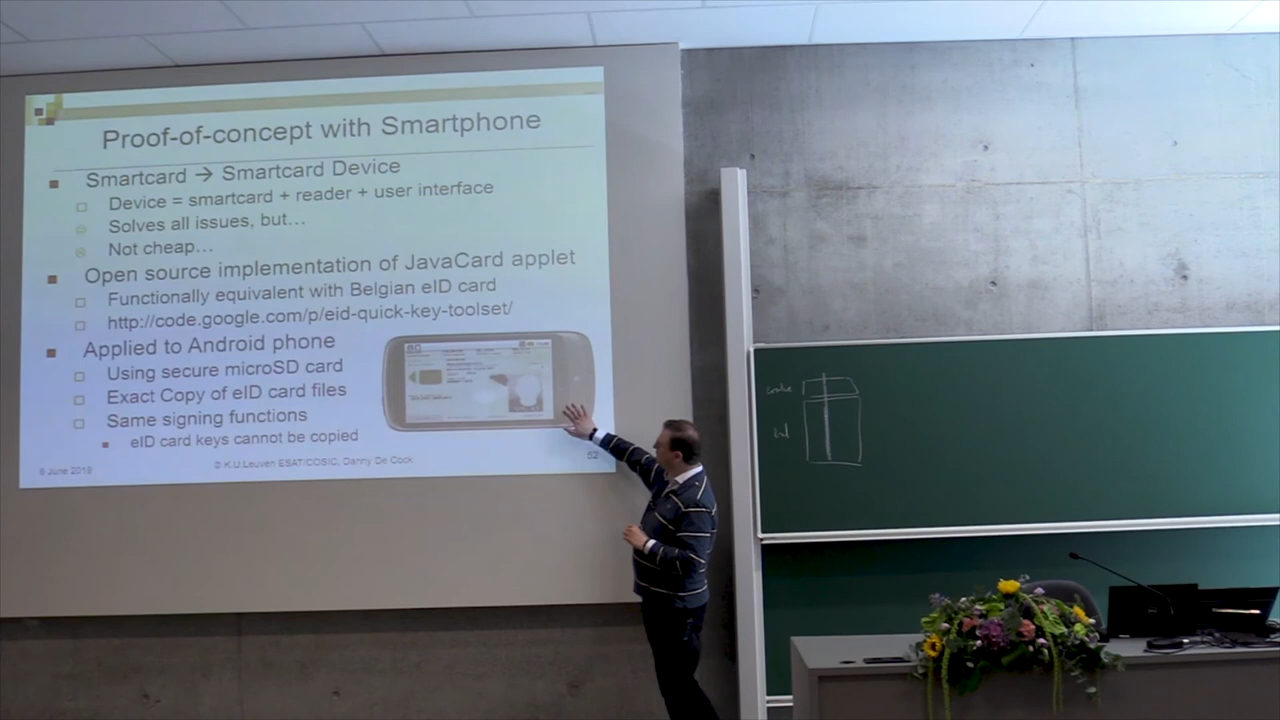 Proof-of-concept with Smartphone
Smartcard → Smartcard Device
Device = smartcard + reader + user interface
Solves all issues, but…
Not cheap…
Open source implementation of JavaCard applet
Functionally equivalent with Belgian eID card
http://code.google.com/p/eid-quick-key-toolset/
Applied to Android phone
Using secure microSD card
Exact Copy of eID card files
Same signing functions
eID card keys cannot be copied
© K.U.Leuven ESAT/COSIC, Danny De Cock
52